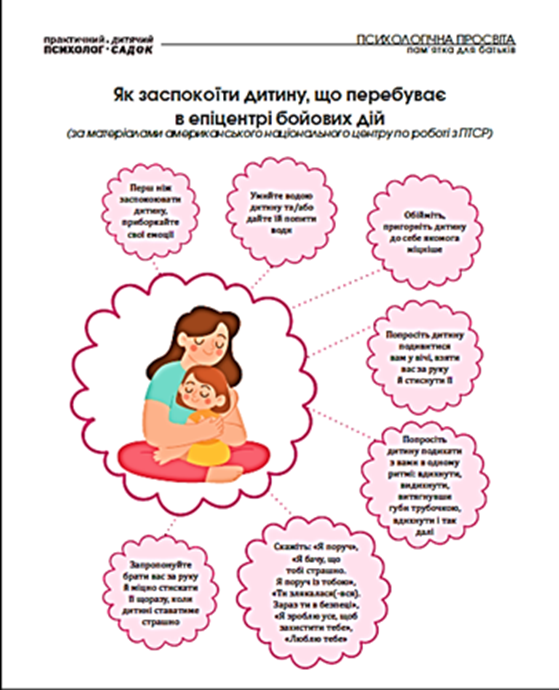 практичний дитячий
ПСИХОЛОГ САДОК
ПСИХОЛОГІЧНА ПРОСВІТА
пам'ятка для батьків
Як заспокоїти дитину, що перебуває
в епіцентрі бойових дій
(за матеріалами американського національного центру по роботі з ПТСР)
Перш ніж
заспокоювати
дитину,
приборкайте
свої емоції
Умийте водою
дитину та/або
дайте їй попити
води
Обійміть,
пригорніть дитину
до себе якомога
міцніше
Попросіть дитину
подивитися
вам у вічі, взяти
вас за руку
й стиснути її
Попросіть
дитину подихати
з вами в одному
ритмі: вдихнути,
видихнути,
витягнувши
губи трубочкою,
вдихнути і так
далі
Скажіть: «Я поруч»,
«Я бачу, що
тобі страшно.
Я поруч із тобою»,
«Ти злякалася(-вся).
Зараз ти в безпеці»,
«Я зроблю усе, щоб
захистити тебе»,
«Люблю тебе»
Запропонуйте
брати вас за руку
й міцно стискати
її щоразу, коли
дитині ставатиме
страшно